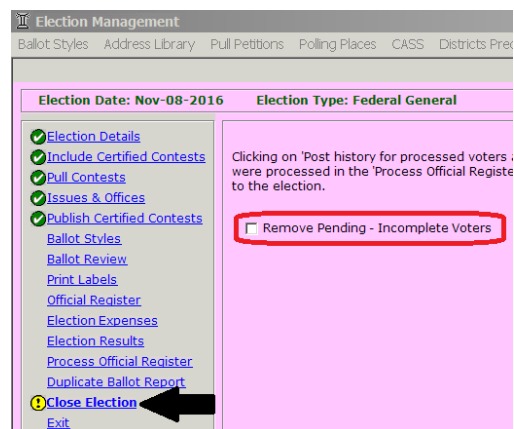 Election Management
Ballot Styles Address Library Pull Petitions Polling Places CASS Districts Prec
Election Date: Nov-08-2016 Election Type: Federal General
Election Details
Include Certified Contests
Pull Contests
Issues & Offices
Publish Certified Contests
Ballot Styles
Ballot Review
Print Labels
Official Register
Election Expenses
Election Results
Process Official Register
Duplicate Ballot Report
Close Election
Exit
Clicking on 'Post history for processed voters a
were processed in the 'Process Official Registe
to the election.
Remove Pending - Incomplete Voters